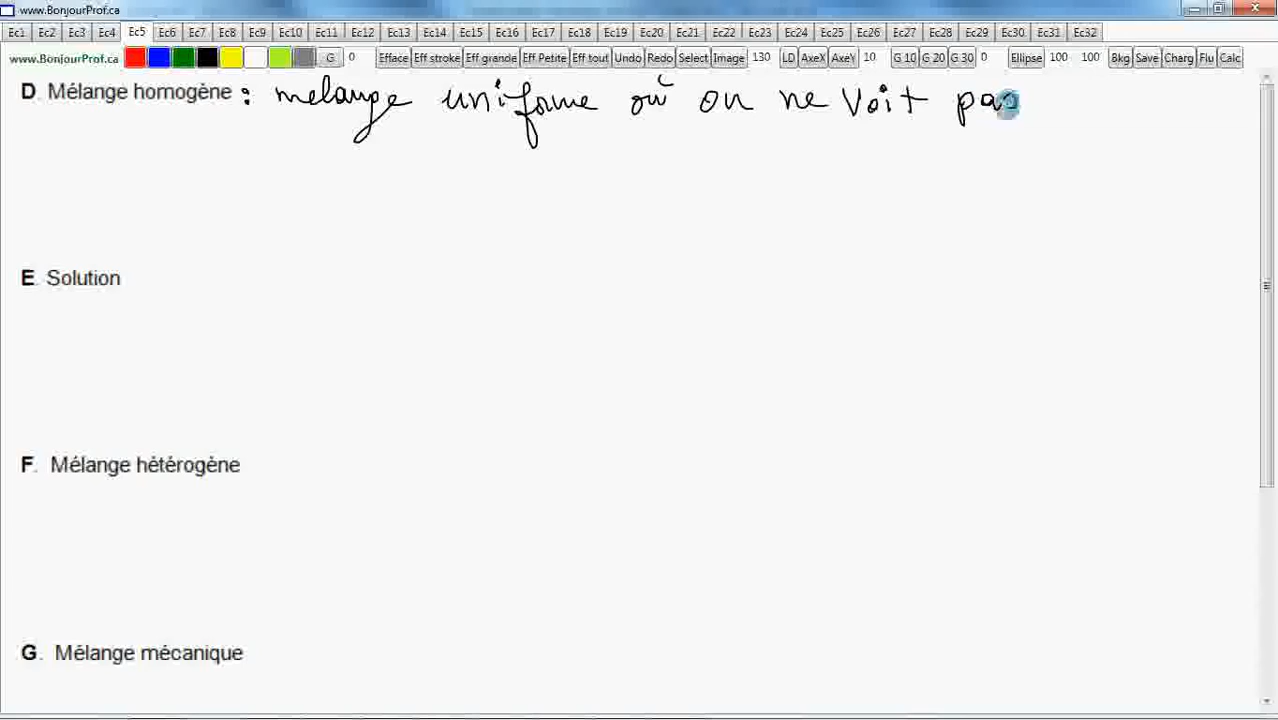 www.BonjourProf.ca
Ec1 Ec2 Ec3 Ec4 Ec5 Ec6 Ec7 Ec8 Ec9 Ec10 Ec11 Ec12 Ec13 Ec14 Ec15 Ec16 Ec17 Ec18 Ec19 Ec20 Ec21 Ec22 Ec23 Ec24 Ec25 Ec26 Ec27 Ec28 Ec29 Ec30 Ec31 Ec32
www.BonjourProf.ca G 0 Efface Eff stroke Eff grande Eff Petite Eff tout Undo Redo Select Image 130 LD AxeX AxeY 10 G 10 G 20 G 30 0 Ellipse 100 100 Bkg Save Charg Flu Calc
D. Mélange homogène : melange uniforme où on ne voit pas
E. Solution
F. Mélange hétérogène
G. Mélange mécanique